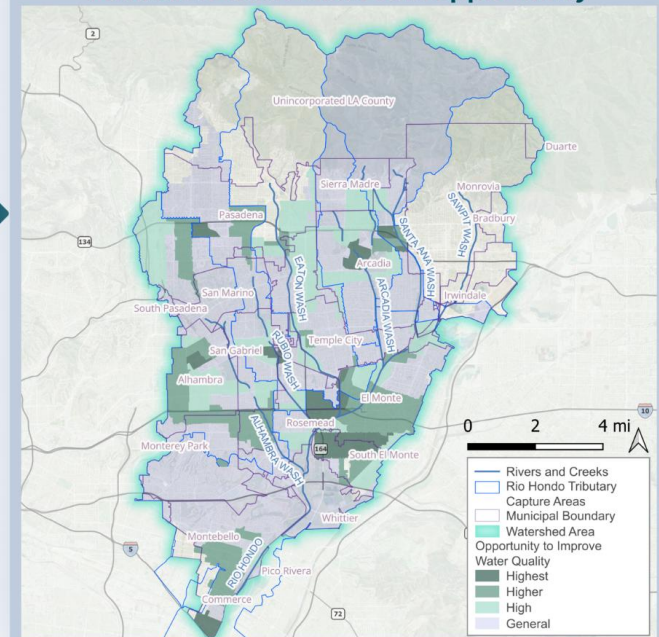 2
Unincorporated LA County
Duarte
Sierra Madre
Monrovia
SAWPIT WASH
Bradbury
Pasadena
134
SANTA ANA WASH
EATON WASH
Arcadia
San Marino
ARCADIA WASH
Irwindale
South Pasadena
RUBIO WASH
Temple City
San Gabriel
Alhambra
El Monte
10
Rosemead
ALHAMBRA WASH
164
Monterey Park
South El Monte
Whittier
5
Montebello
RIO HONDO
Pico Rivera
Commerce
72
0 2 4 mi
Rivers and Creeks
Rio Hondo Tributary
Capture Areas
Municipal Boundary
Watershed Area
Opportunity to Improve
Water Quality
Highest
Higher
High
General